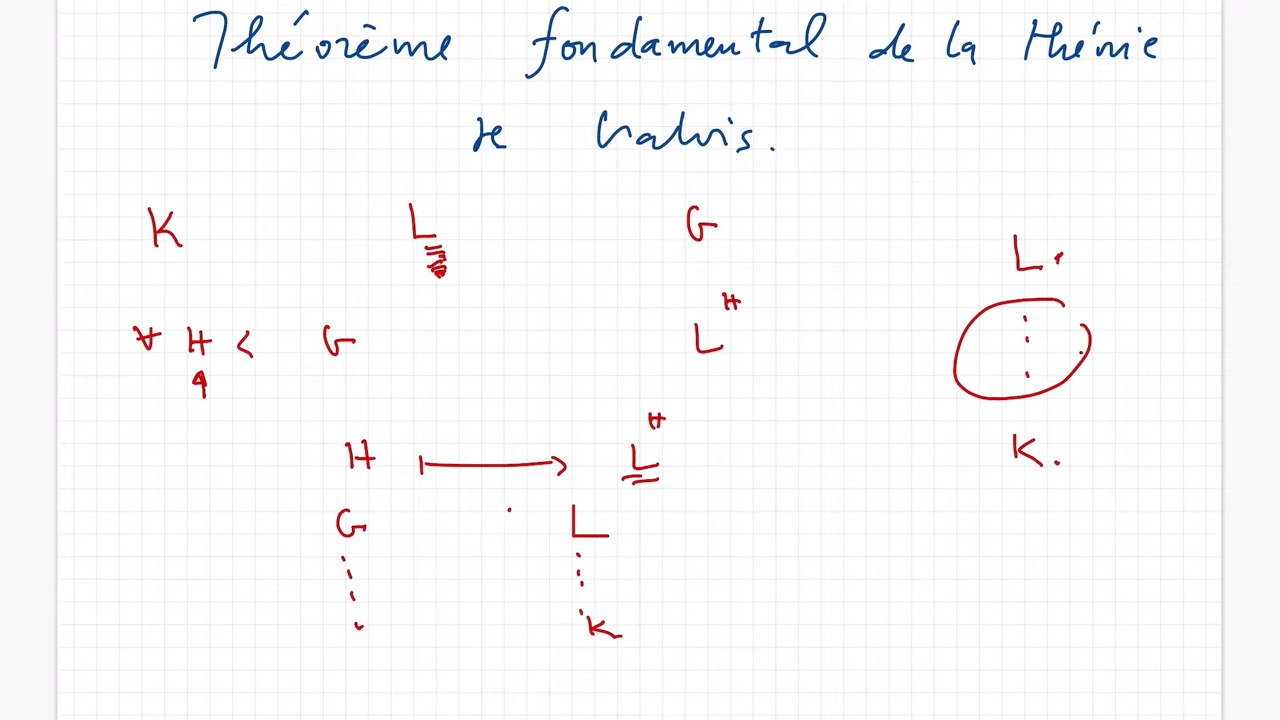 Théorème fondamental de la théorie
de Galois.
K L G
L.
∀ H < G L^H
H ⟼ L^H
K.
G L
K